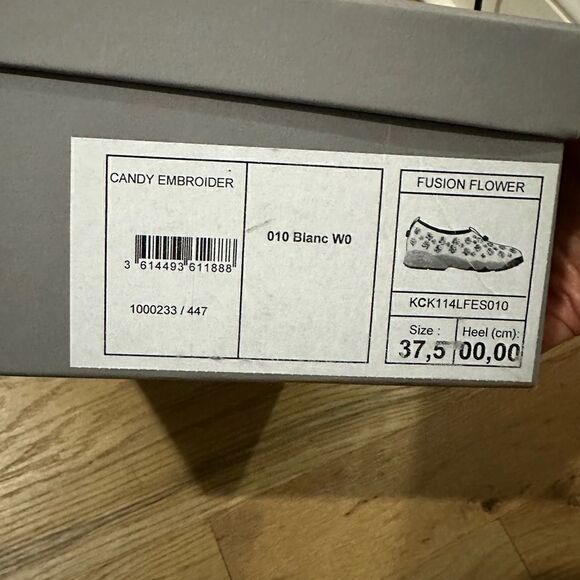 CANDY EMBROIDER
3 614493 611888
1000233 / 447
010 Blanc W0
FUSION FLOWER
KCK114LFES010
Size : Heel (cm):
37,5 00,00